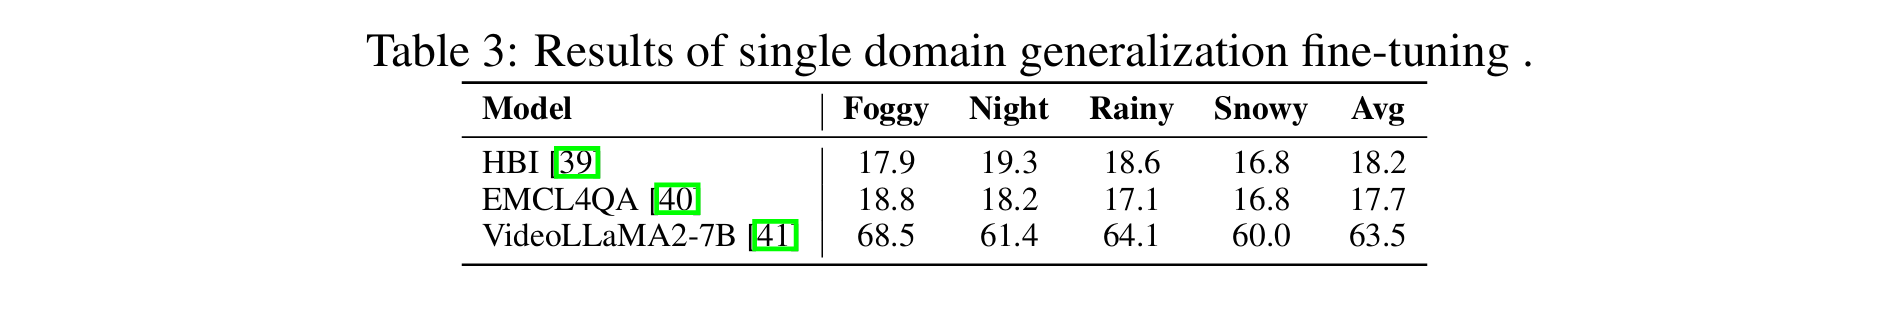 Table 3: Results of single domain generalization fine-tuning .
Model Foggy Night Rainy Snowy Avg
HBI [39] 17.9 19.3 18.6 16.8 18.2
EMCL4QA [40] 18.8 18.2 17.1 16.8 17.7
VideoLLaMA2-7B [41] 68.5 61.4 64.1 60.0 63.5